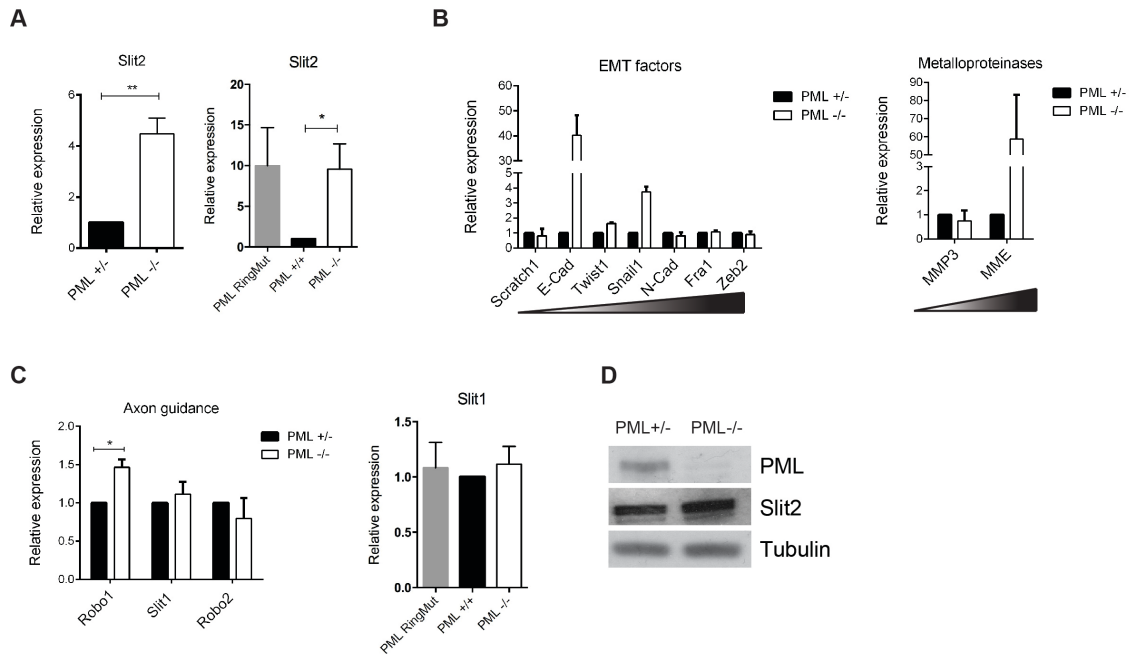 A
Slit2
Relative expression
6
4
2
0
**
PML +/-
PML -/-
Slit2
Relative expression
20
15
10
5
0
*
PML RingMut
PML +/+
PML -/-
B
EMT factors
Relative expression
60
50
40
30
5
4
3
2
1
0
PML +/-
PML -/-
Scratch1
E-Cad
Twist1
Snail1
N-Cad
Fra1
Zeb2
Metalloproteinases
Relative expression
90
80
70
60
50
3
2
1
0
PML +/-
PML -/-
MMP3
MME
C
Axon guidance
Relative expression
2.0
1.5
1.0
0.5
0.0
*
PML +/-
PML -/-
Robo1
Slit1
Robo2
Slit1
Relative expression
1.5
1.0
0.5
0.0
PML RingMut
PML +/+
PML -/-
D
PML+/- PML-/-
PML
Slit2
Tubulin